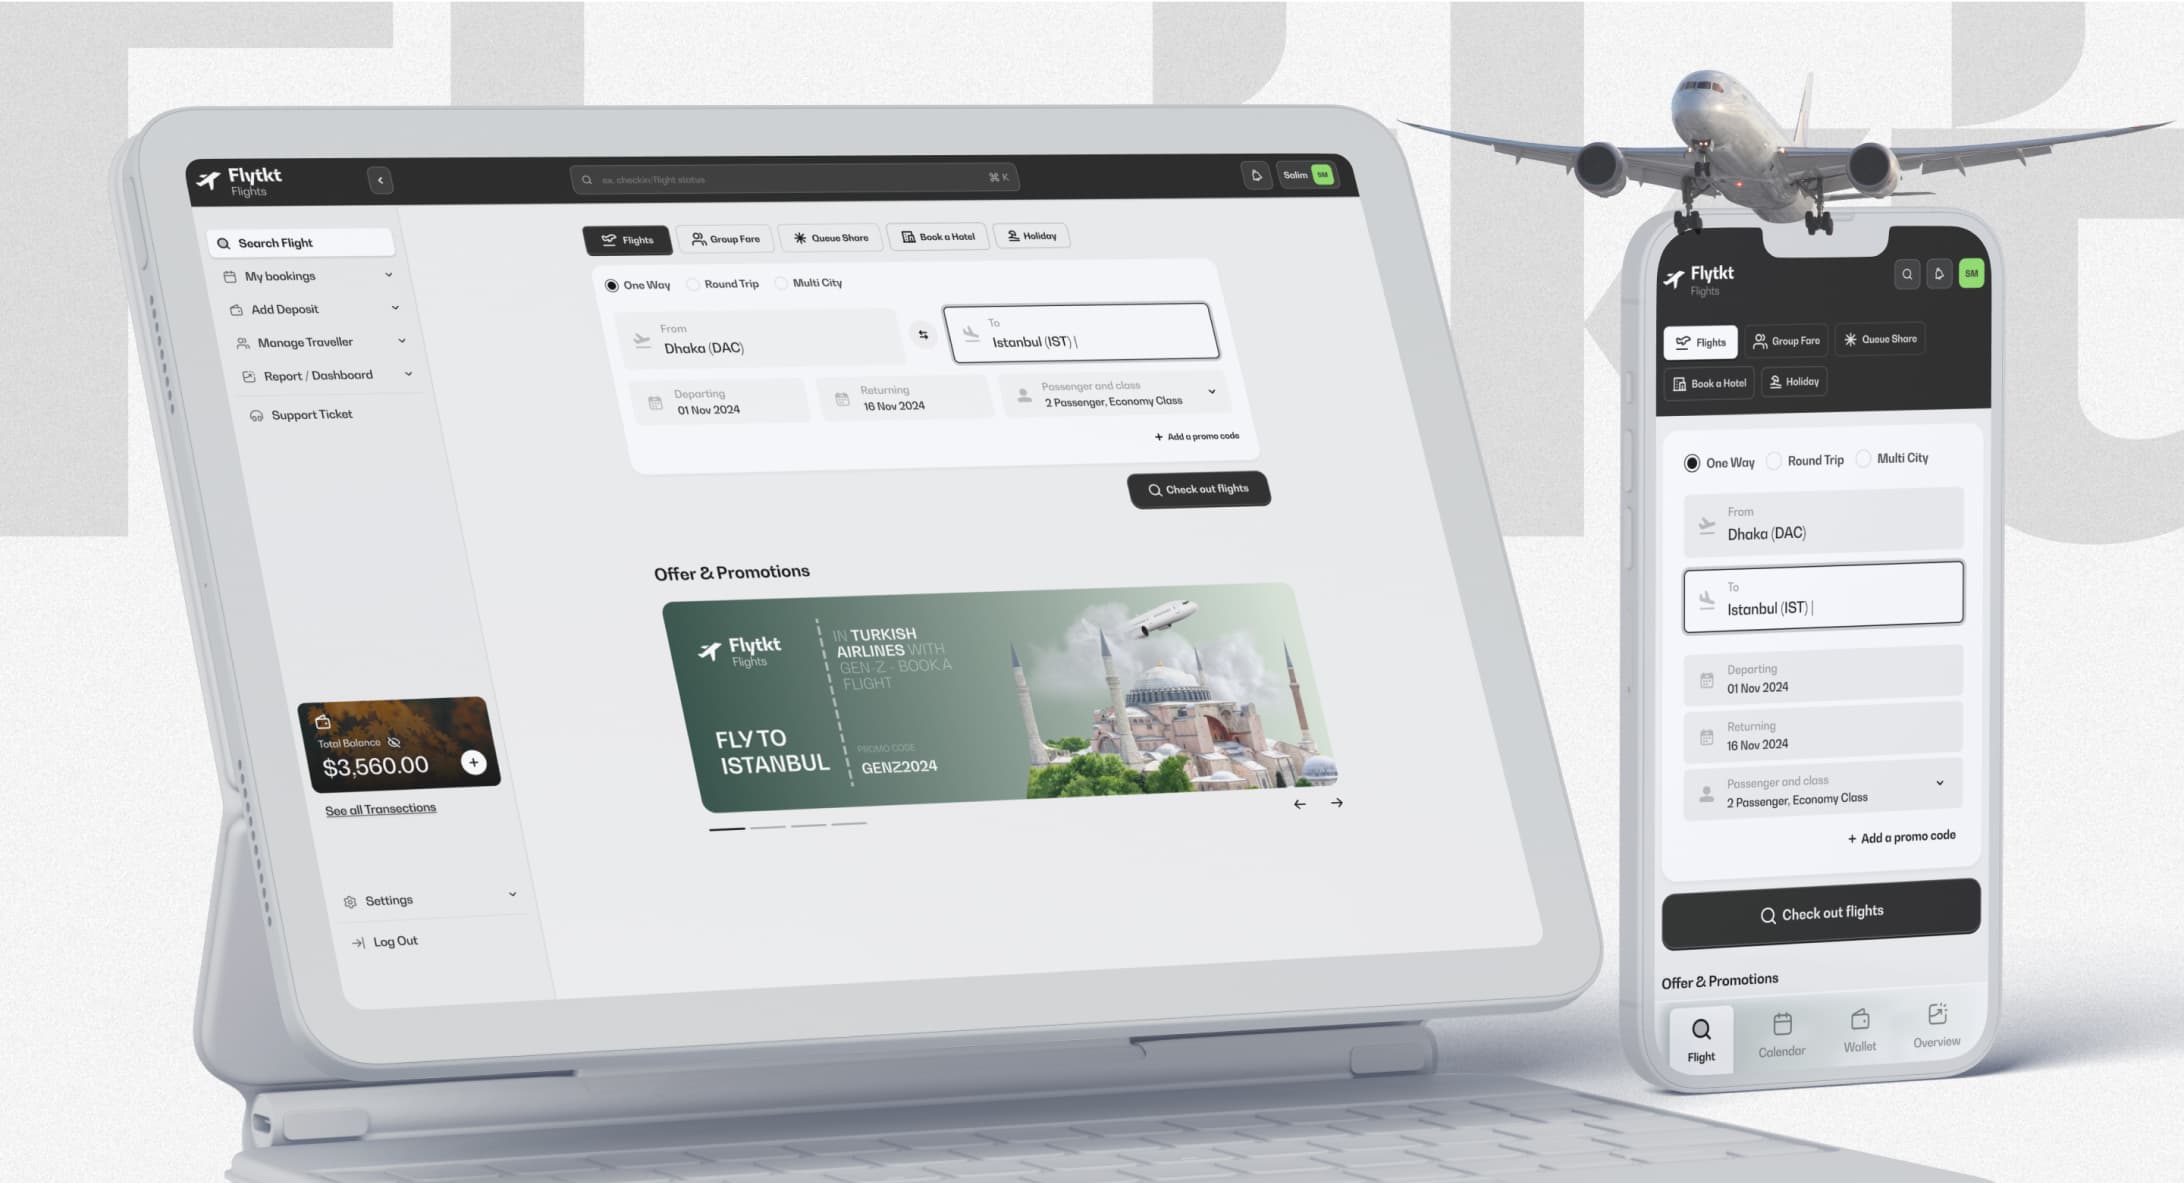 Flytkt
Flights
ex. checkin/flight status
⌘ K
Salim
SM
Search Flight
My bookings
Add Deposit
Manage Traveller
Report / Dashboard
Support Ticket
Total Balance
$3,560.00
See all Transections
Settings
Log Out
Flights
Group Fare
Queue Share
Book a Hotel
Holiday
One Way
Round Trip
Multi City
From
Dhaka (DAC)
To
Istanbul (IST) |
Departing
01 Nov 2024
Returning
16 Nov 2024
Passenger and class
2 Passenger, Economy Class
+ Add a promo code
Check out flights
Offer & Promotions
Flytkt
Flights
FLY TO
ISTANBUL
IN TURKISH
AIRLINES WITH
GEN-Z - BOOK A
FLIGHT
PROMO CODE
GENZ2024
Flytkt
Flights
SM
Flights
Group Fare
Queue Share
Book a Hotel
Holiday
One Way
Round Trip
Multi City
From
Dhaka (DAC)
To
Istanbul (IST) |
Departing
01 Nov 2024
Returning
16 Nov 2024
Passenger and class
2 Passenger, Economy Class
+ Add a promo code
Check out flights
Offer & Promotions
Flight
Calendar
Wallet
Overview